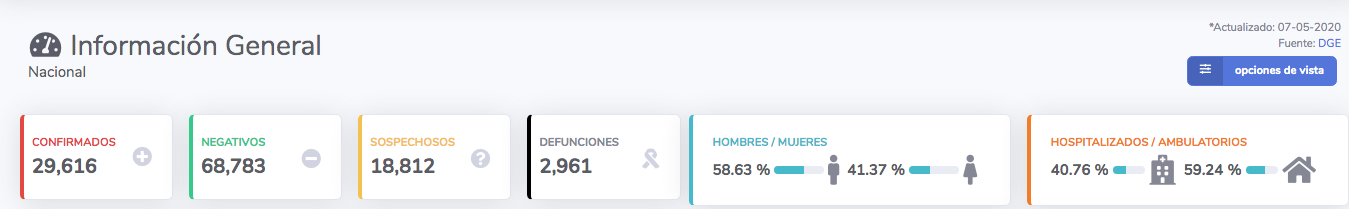 *Actualizado: 07-05-2020
Fuente: DGE
Información General
Nacional
opciones de vista
CONFIRMADOS
29,616
NEGATIVOS
68,783
SOSPECHOSOS
18,812
DEFUNCIONES
2,961
HOMBRES / MUJERES
58.63 % 41.37 %
HOSPITALIZADOS / AMBULATORIOS
40.76 % 59.24 %